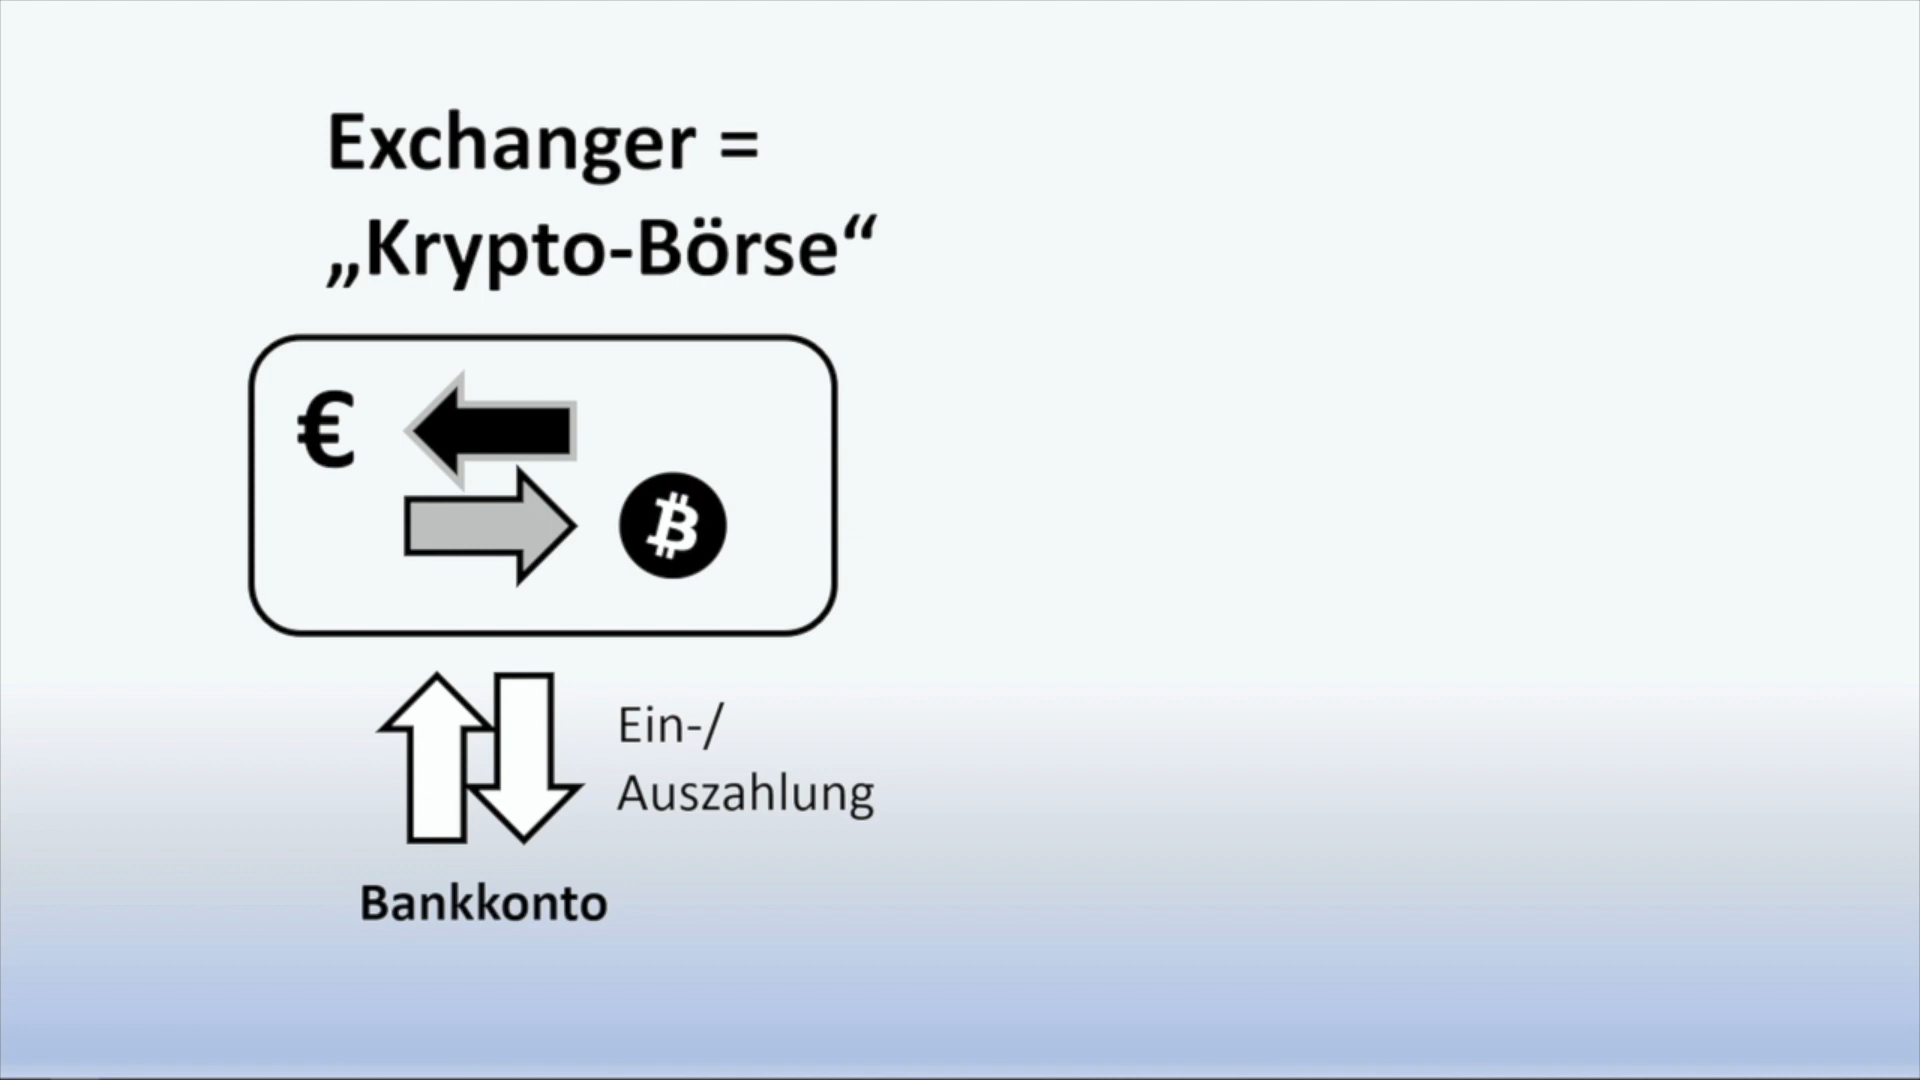 Exchanger =
„Krypto-Börse“
€
₿
Ein-/
Auszahlung
Bankkonto